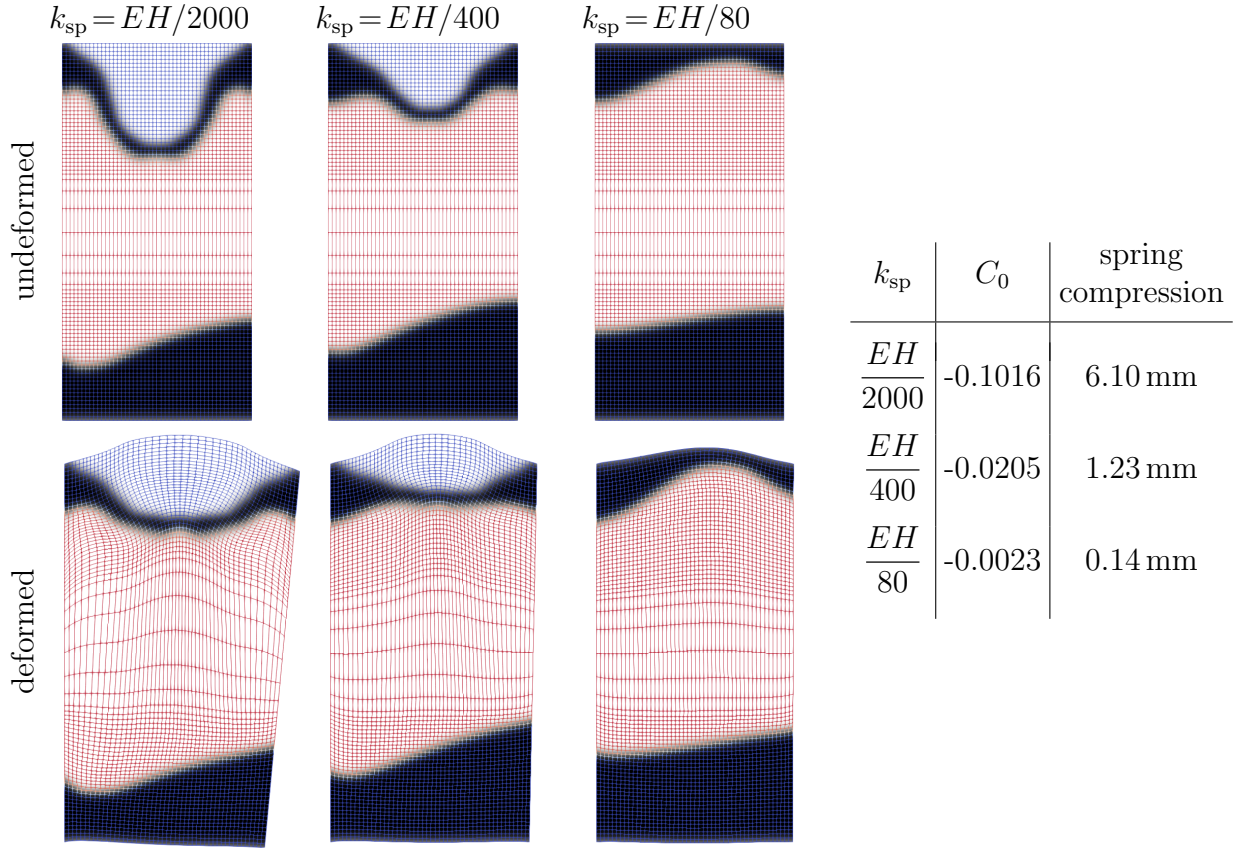 k_sp = EH/2000 k_sp = EH/400 k_sp = EH/80
undeformed
deformed
k_sp C_0 spring compression
EH/2000 -0.1016 6.10 mm
EH/400 -0.0205 1.23 mm
EH/80 -0.0023 0.14 mm